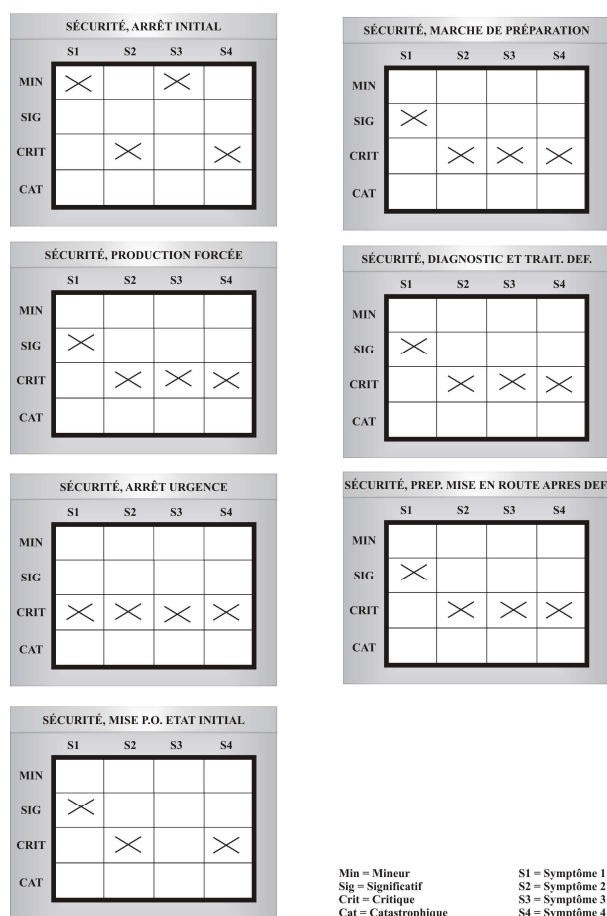 SÉCURITÉ, ARRÊT INITIAL
S1 S2 S3 S4
MIN
SIG
CRIT
CAT
SÉCURITÉ, MARCHE DE PRÉPARATION
S1 S2 S3 S4
MIN
SIG
CRIT
CAT
SÉCURITÉ, PRODUCTION FORCÉE
S1 S2 S3 S4
MIN
SIG
CRIT
CAT
SÉCURITÉ, DIAGNOSTIC ET TRAIT. DEF.
S1 S2 S3 S4
MIN
SIG
CRIT
CAT
SÉCURITÉ, ARRÊT URGENCE
S1 S2 S3 S4
MIN
SIG
CRIT
CAT
SÉCURITÉ, PREP. MISE EN ROUTE APRES DEF
S1 S2 S3 S4
MIN
SIG
CRIT
CAT
SÉCURITÉ, MISE P.O. ETAT INITIAL
S1 S2 S3 S4
MIN
SIG
CRIT
CAT
Min = Mineur S1 = Symptôme 1
Sig = Significatif S2 = Symptôme 2
Crit = Critique S3 = Symptôme 3
Cat = Catastrophique S4 = Symptôme 4